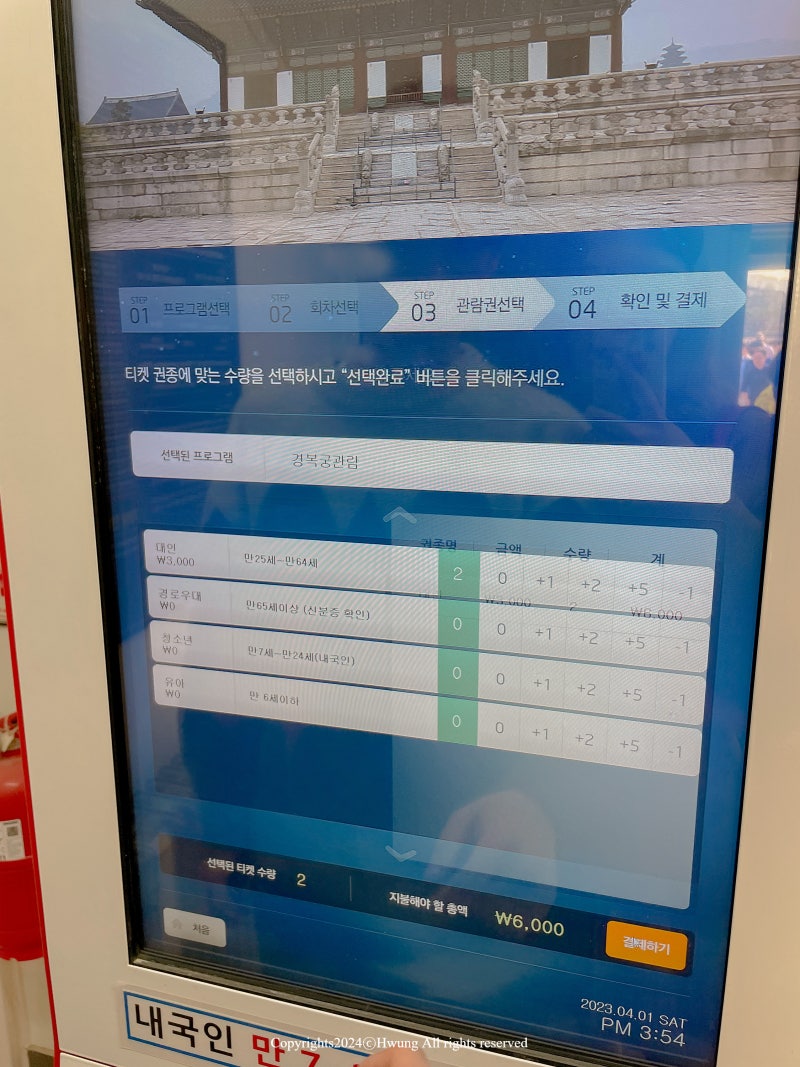 STEP 01 프로그램선택 STEP 02 회차선택 STEP 03 관람권선택 STEP 04 확인 및 결제
티켓 권종에 맞는 수량을 선택하시고 “선택완료” 버튼을 클릭해주세요.
선택된 프로그램 경복궁관람
권종명 금액 수량 계
대인 ₩3,000 만25세~만64세 2 0 +1 +2 +5 -1
₩3,000 2 ₩6,000
경로우대 ₩0 만65세이상 (신분증 확인) 0 0 +1 +2 +5 -1
청소년 ₩0 만7세~만24세(내국인) 0 0 +1 +2 +5 -1
유아 ₩0 만 6세이하 0 0 +1 +2 +5 -1
선택된 티켓 수량 2 지불해야 할 총액 ₩6,000
처음 결제하기
2023.04.01 SAT
PM 3:54
내국인 만 7
Copyrights2024ⓒHwung All rights reserved